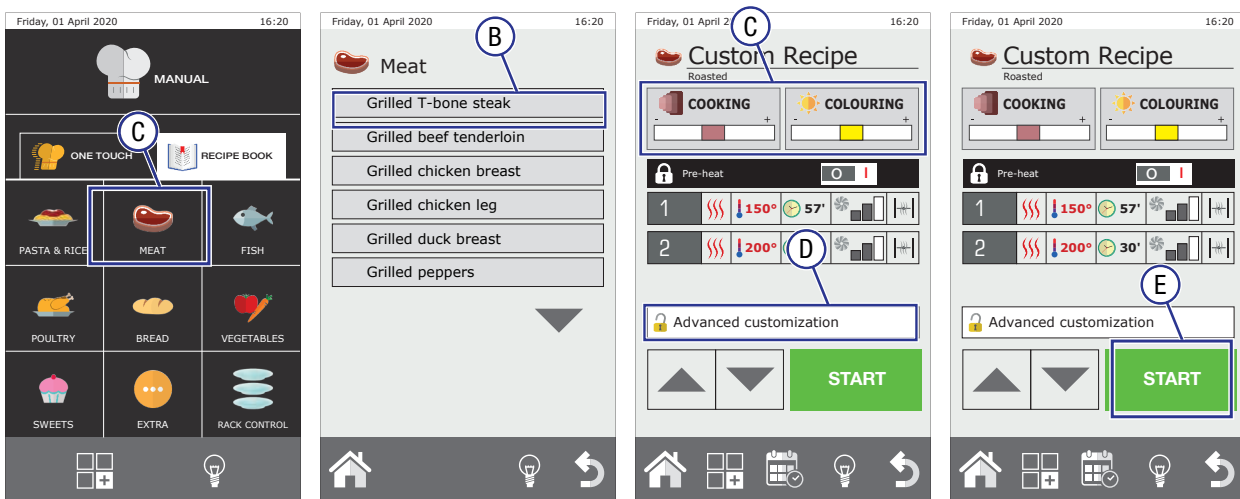 Friday, 01 April 2020 16:20
MANUAL
C
ONE TOUCH RECIPE BOOK
PASTA & RICE MEAT FISH
POULTRY BREAD VEGETABLES
SWEETS EXTRA RACK CONTROL
Friday, 01 April 2020 16:20
B
Meat
Grilled T-bone steak
Grilled beef tenderloin
Grilled chicken breast
Grilled chicken leg
Grilled duck breast
Grilled peppers
Friday, 01 April 2 16:20
C
Custom Recipe
Roasted
COOKING COLOURING
- + - +
Pre-heat O I
1 150° 57'
2 200°
D
Advanced customization
START
Friday, 01 April 2020 16:20
Custom Recipe
Roasted
COOKING COLOURING
- + - +
Pre-heat O I
1 150° 57'
2 200° 30'
E
Advanced customization
START